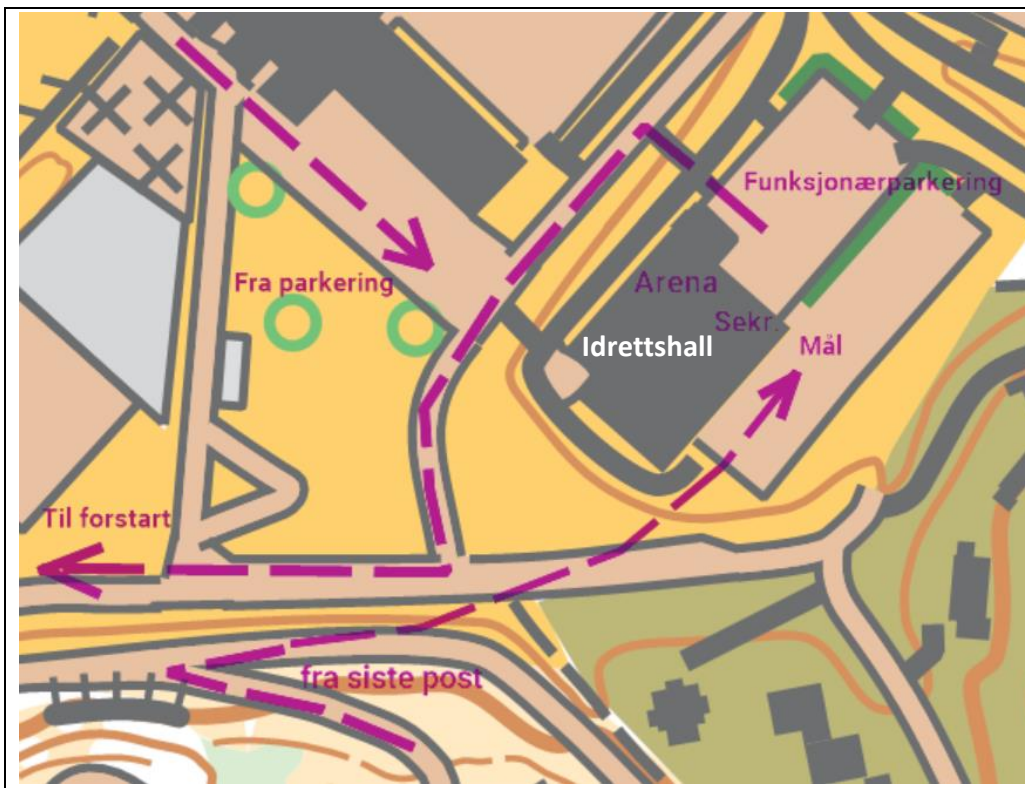 Funksjonærparkering
Fra parkering
Arena
Sekr.
Idrettshall
Mål
Til forstart
fra siste post